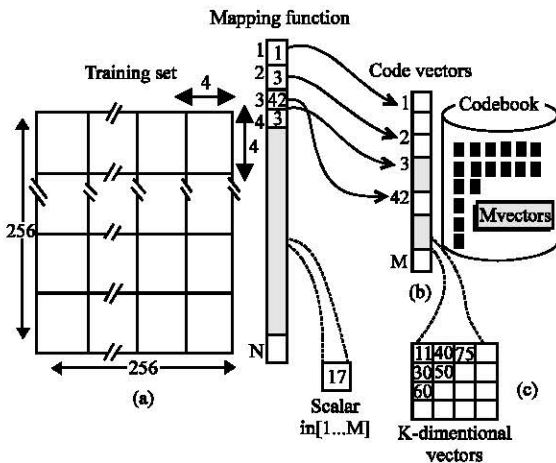 Mapping function
Training set
4
4
256
256
(a)
1
1
2
3
3
42
4
3
N
17
Scalar
in[1...M]
Code vectors
1
2
3
42
M
(b)
Codebook
Mvectors
11 40 75
30 50
60
(c)
K-dimentional
vectors